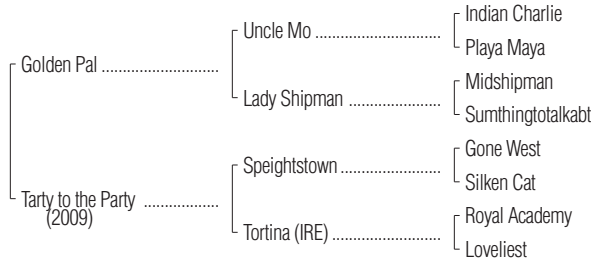 Indian Charlie
Uncle Mo ................................
Playa Maya
Golden Pal ..............................
Midshipman
Lady Shipman .......................
Sumthingtotalkabt
Gone West
Speightstown .........................
Silken Cat
Tarty to the Party ...................
(2009)
Royal Academy
Tortina (IRE) ...........................
Loveliest